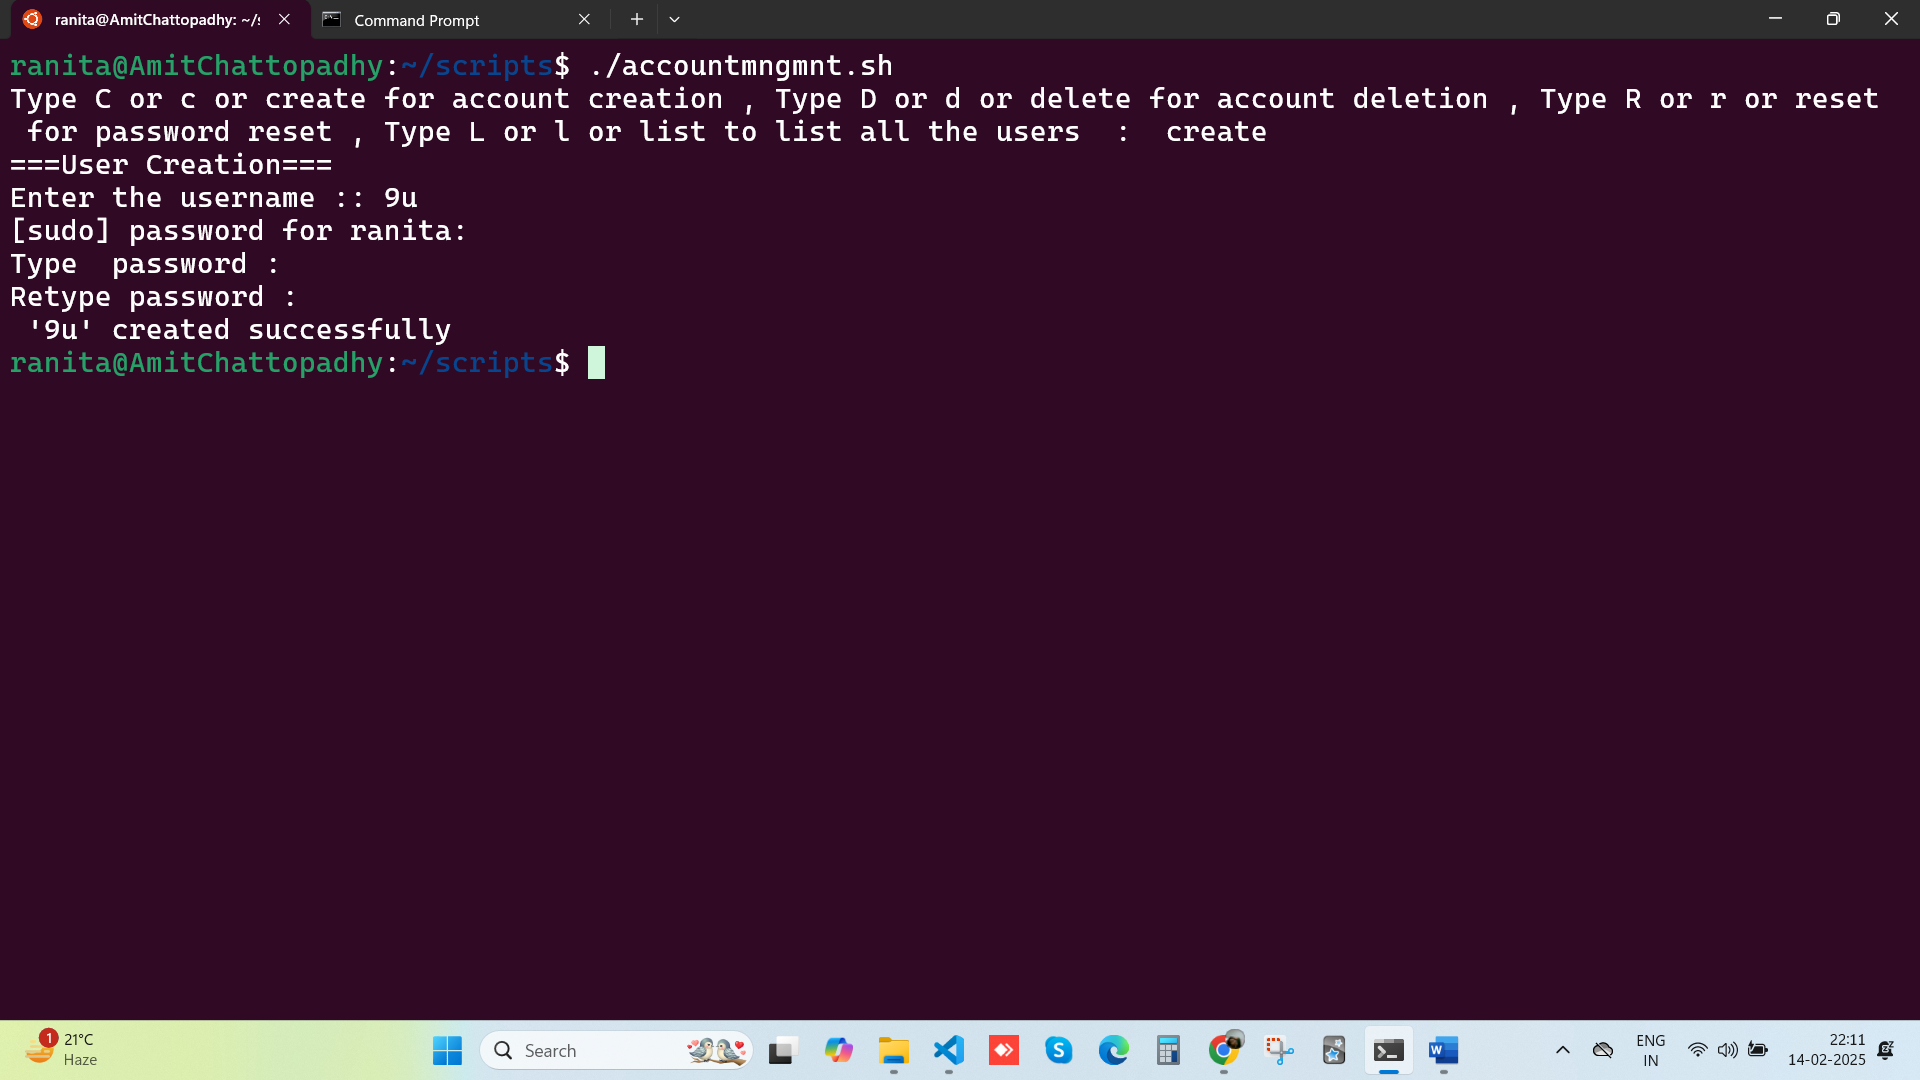 ranita@AmitChattopadhy: ~/s
Command Prompt
ranita@AmitChattopadhy:~/scripts$ ./accountmngmnt.sh
Type C or c or create for account creation , Type D or d or delete for account deletion , Type R or r or reset
 for password reset , Type L or l or list to list all the users  :  create
===User Creation===
Enter the username :: 9u
[sudo] password for ranita:
Type  password :
Retype password :
 '9u' created successfully
ranita@AmitChattopadhy:~/scripts$
1
21°C
Haze
Search
S
W
ENG
IN
22:11
14-02-2025